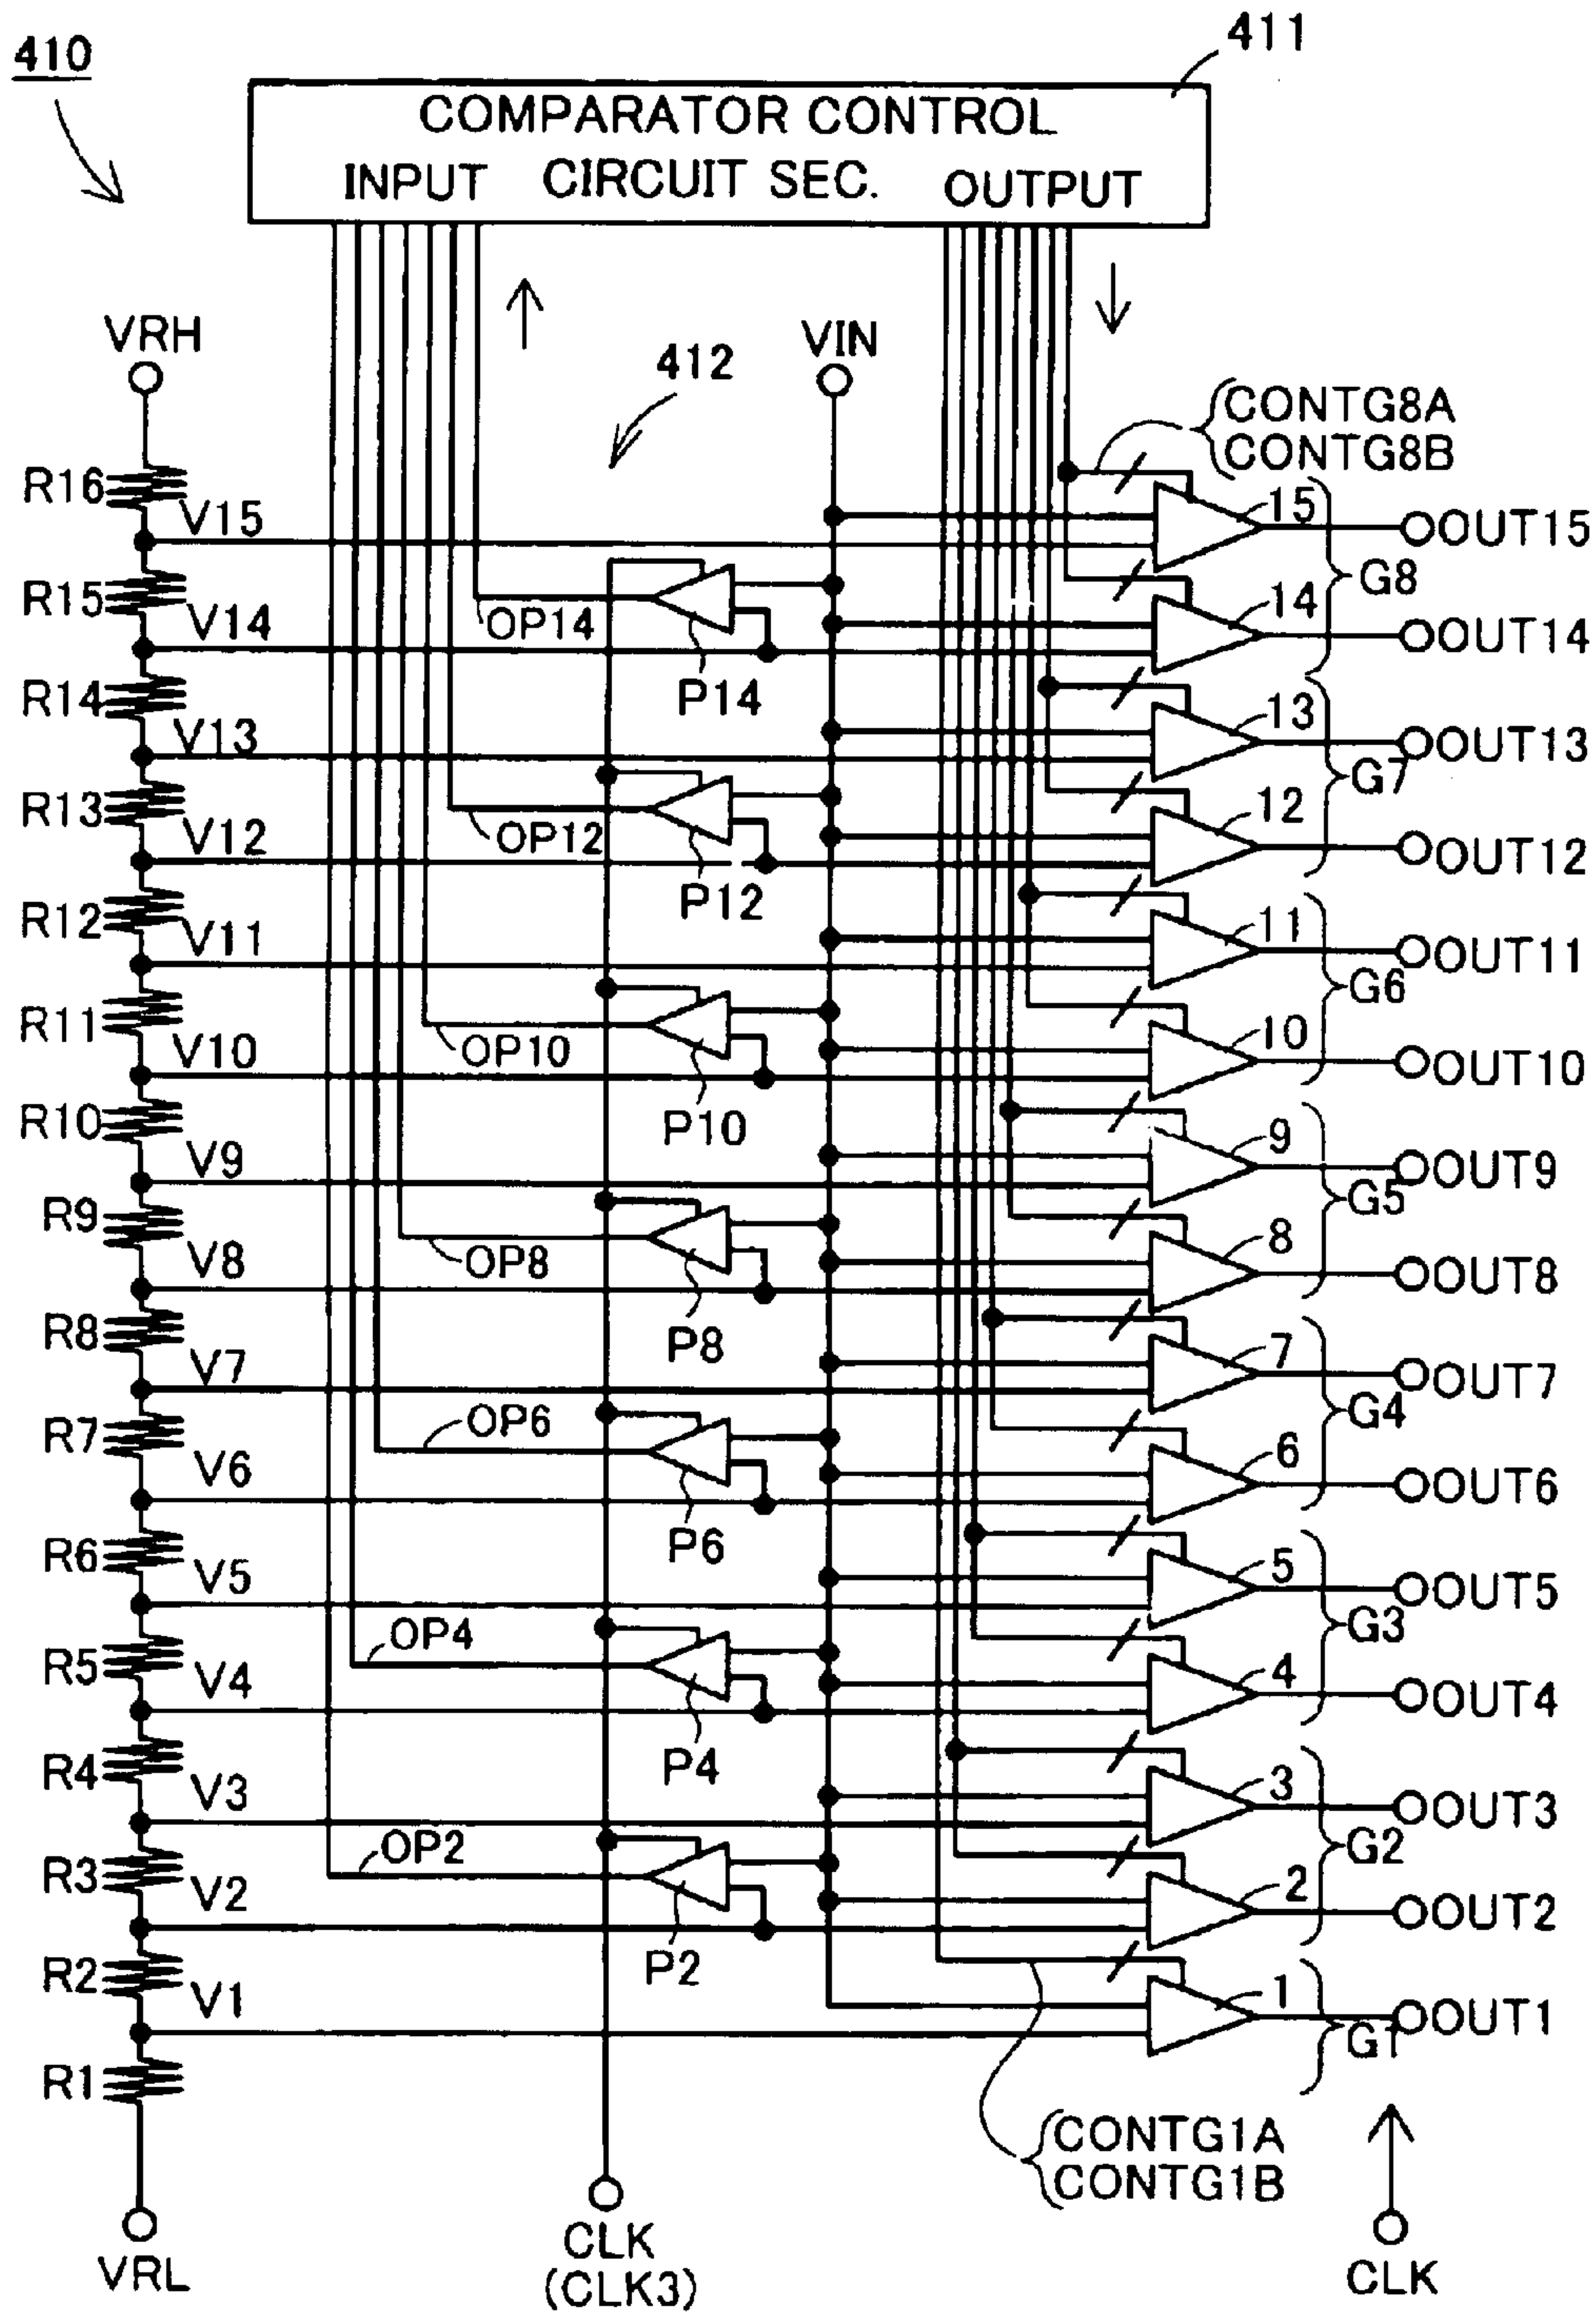 410
411
COMPARATOR CONTROL
INPUT CIRCUIT SEC. OUTPUT
VRH
412
VIN
CONTG8A
CONTG8B
R16
V15
15
OUT15
G8
R15
OP14
14
V14
OUT14
P14
R14
13
V13
OUT13
G7
R13
OP12
12
V12
OUT12
P12
R12
11
V11
OUT11
G6
R11
OP10
10
V10
OUT10
P10
R10
9
V9
OUT9
G5
R9
OP8
8
V8
OUT8
P8
R8
7
V7
OUT7
G4
R7
OP6
6
V6
OUT6
P6
R6
5
V5
OUT5
G3
R5
OP4
4
V4
OUT4
P4
R4
3
V3
OUT3
G2
R3
OP2
2
V2
OUT2
P2
R2
1
V1
OUT1
G1
R1
CONTG1A
CONTG1B
VRL
CLK
(CLK3)
CLK